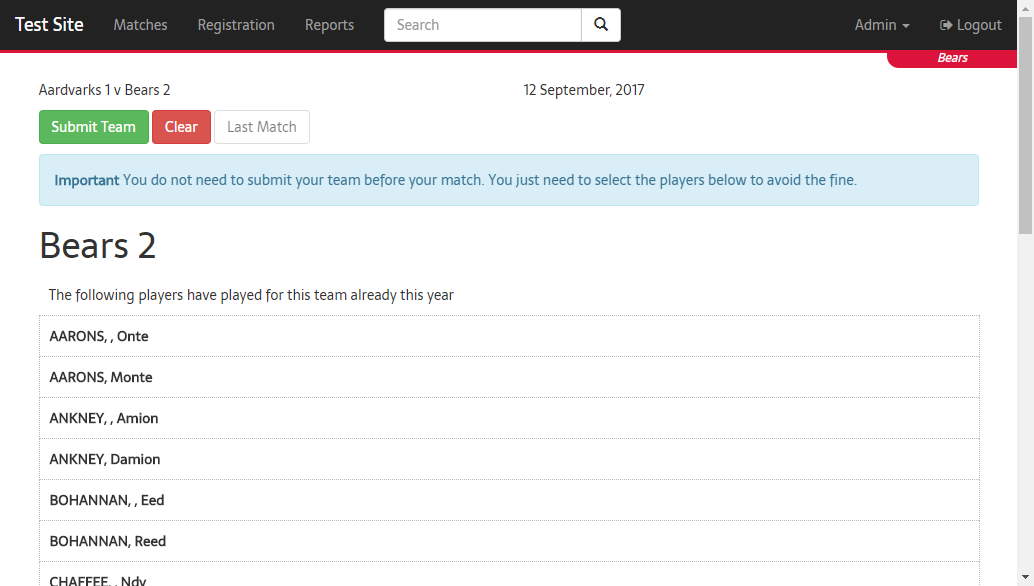 Test Site Matches Registration Reports Search Admin Logout
Bears
Aardvarks 1 v Bears 2 12 September, 2017
Submit Team Clear Last Match
Important You do not need to submit your team before your match. You just need to select the players below to avoid the fine.
Bears 2
The following players have played for this team already this year
AARONS, , Onte
AARONS, Monte
ANKNEY, , Amion
ANKNEY, Damion
BOHANNAN, , Eed
BOHANNAN, Reed
CHAFFEE, , Ndy